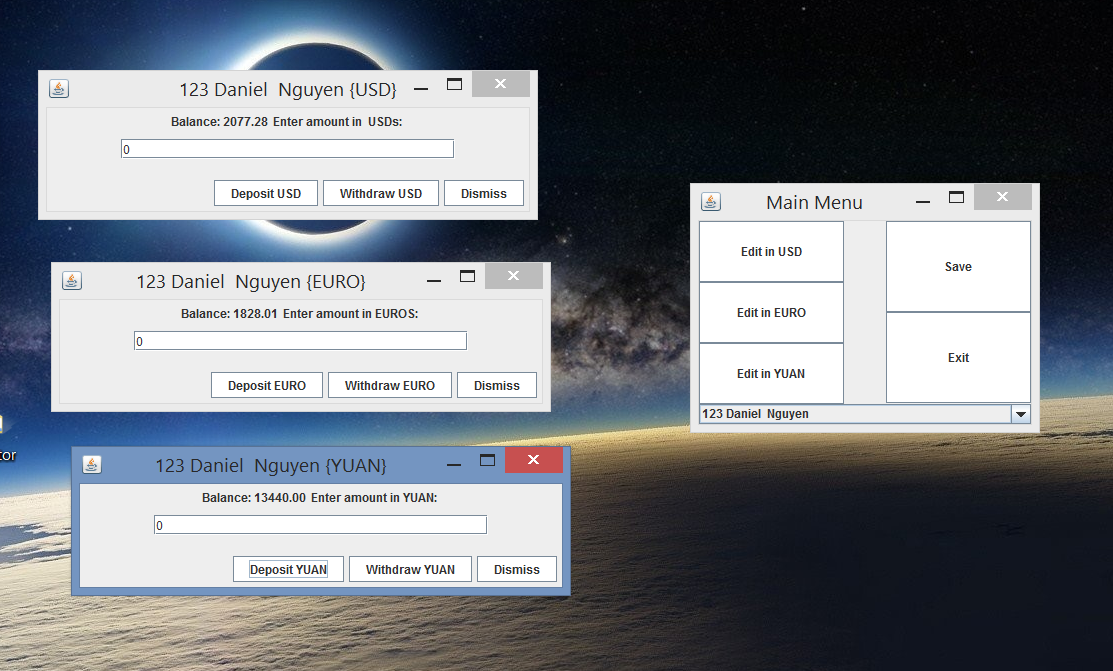 123 Daniel  Nguyen {USD}
Balance: 2077.28 Enter amount in  USDs:
0
Deposit USD Withdraw USD Dismiss
123 Daniel  Nguyen {EURO}
Balance: 1828.01 Enter amount in EUROS:
0
Deposit EURO Withdraw EURO Dismiss
123 Daniel  Nguyen {YUAN}
Balance: 13440.00 Enter amount in YUAN:
0
Deposit YUAN Withdraw YUAN Dismiss
tor
Main Menu
Edit in USD
Edit in EURO
Edit in YUAN
Save
Exit
123 Daniel  Nguyen